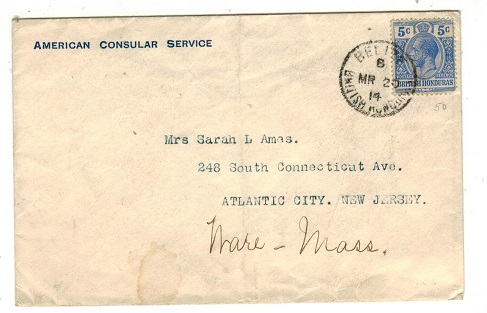 AMERICAN CONSULAR SERVICE
5c 5c
BRITISH HONDURAS
BELIZE
B
MR 2
14
BRITISH HONDURAS
50
Mrs Sarah L Ames.
248 South Connecticut Ave.
ATLANTIC CITY. NEW JERSEY.
Ware - Mass.